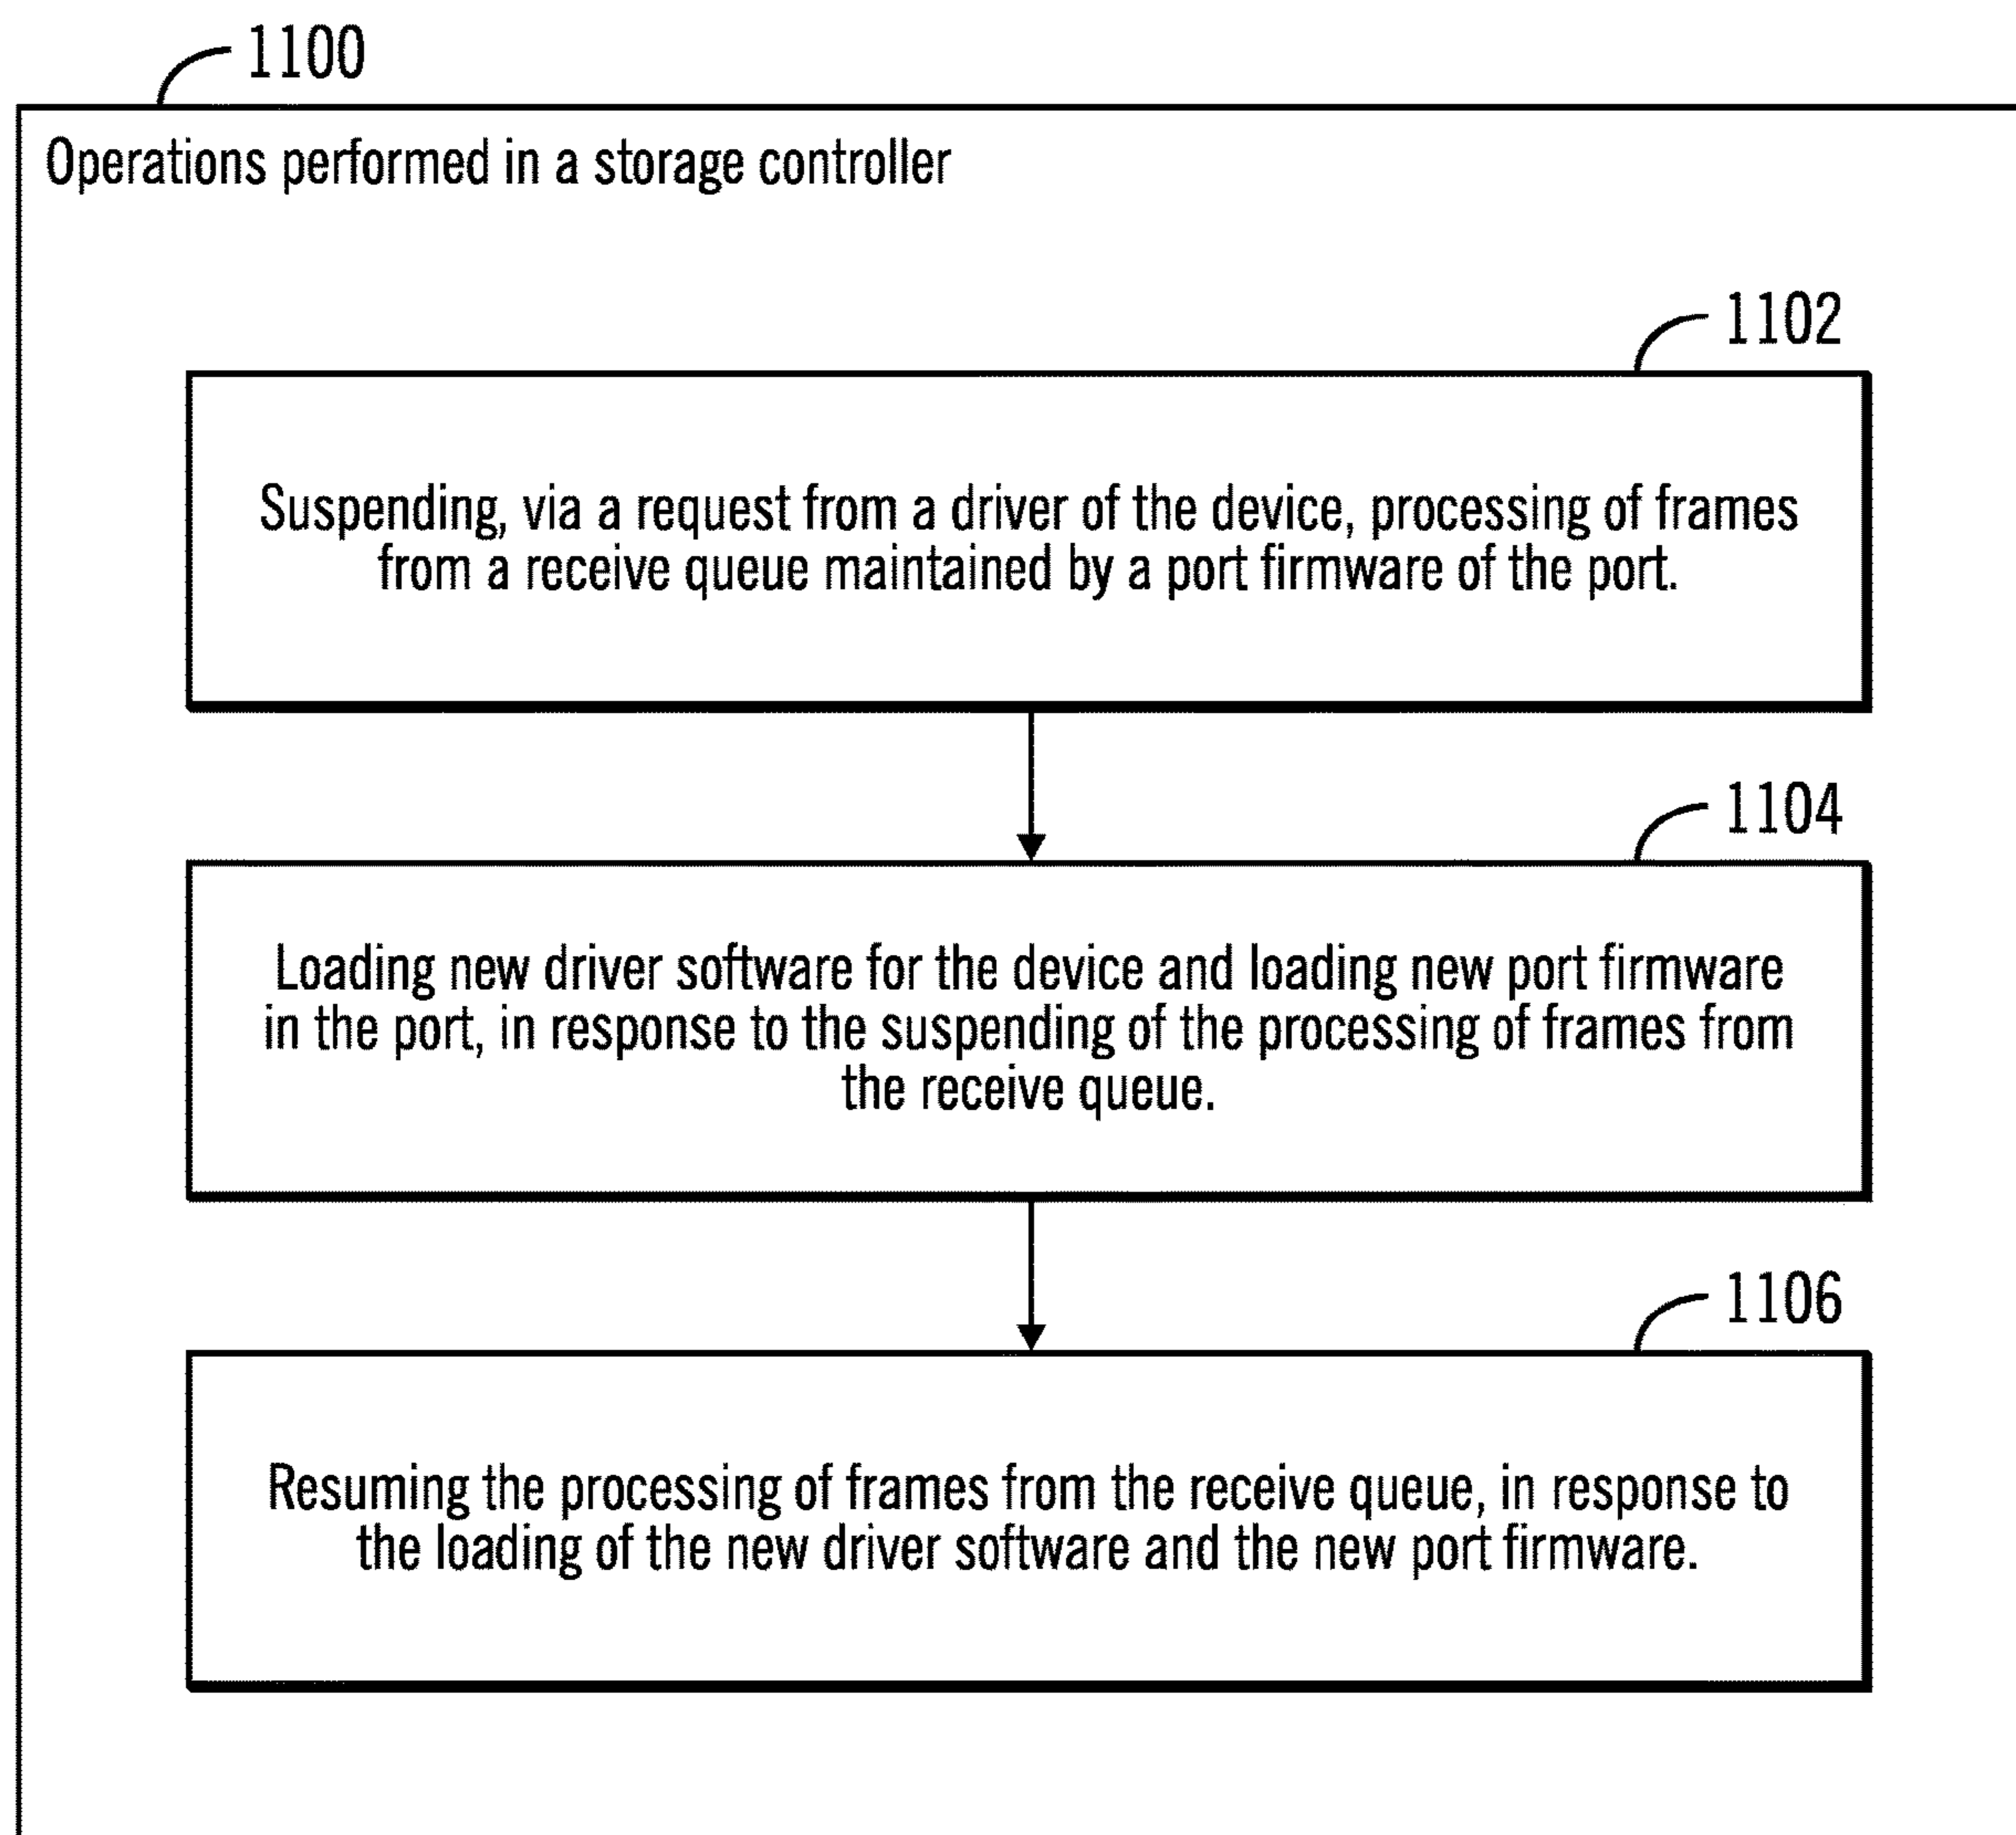 1100
Operations performed in a storage controller
1102
Suspending, via a request from a driver of the device, processing of frames
from a receive queue maintained by a port firmware of the port.
1104
Loading new driver software for the device and loading new port firmware
in the port, in response to the suspending of the processing of frames from
the receive queue.
1106
Resuming the processing of frames from the receive queue, in response to
the loading of the new driver software and the new port firmware.